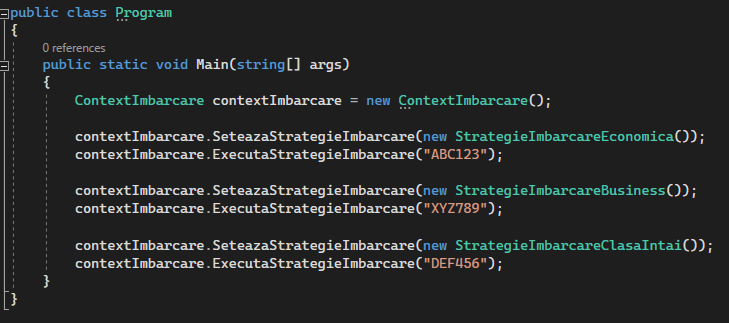 public class Program
{
0 references
public static void Main(string[] args)
{
ContextImbarcare contextImbarcare = new ContextImbarcare();
contextImbarcare.SeteazaStrategieImbarcare(new StrategieImbarcareEconomica());
contextImbarcare.ExecutaStrategieImbarcare("ABC123");
contextImbarcare.SeteazaStrategieImbarcare(new StrategieImbarcareBusiness());
contextImbarcare.ExecutaStrategieImbarcare("XYZ789");
contextImbarcare.SeteazaStrategieImbarcare(new StrategieImbarcareClasaIntai());
contextImbarcare.ExecutaStrategieImbarcare("DEF456");
}
}